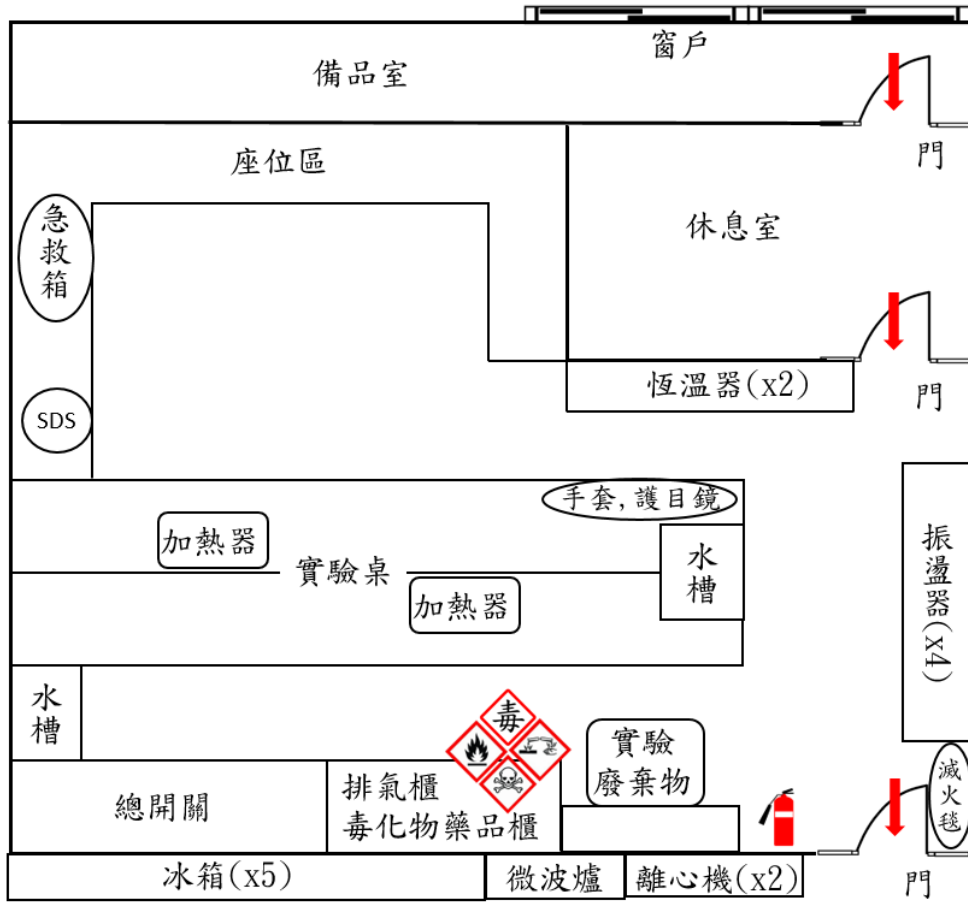 窗戶
備品室
門
座位區
休息室
急
救
箱
SDS
恆溫器(x2)
門
手套,護目鏡
加熱器
水
槽
實驗桌
加熱器
振
盪
器
(x4)
水
槽
毒
實驗
廢棄物
總開關
排氣櫃
毒化物藥品櫃
滅
火
毯
冰箱(x5)
微波爐
離心機(x2)
門